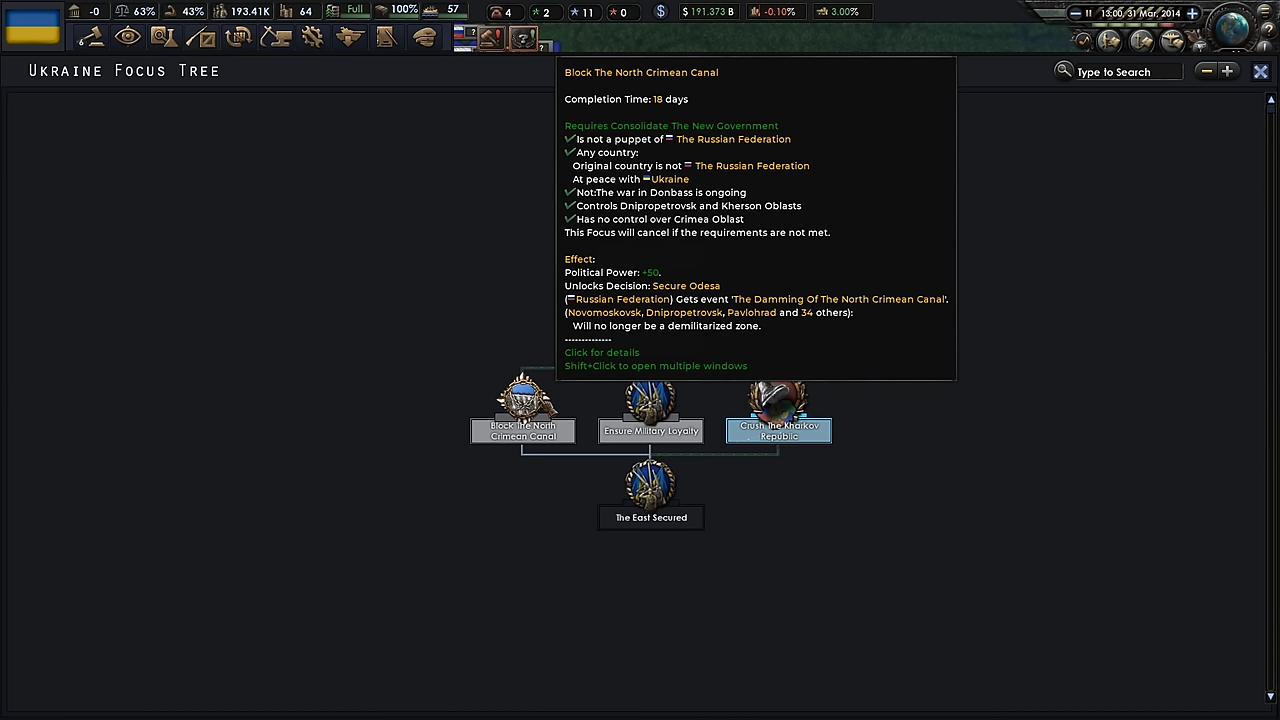 -0
63%
43%
193.41K
64
Full
100%
57
4
2
11
0
$
$ 191.373 B
-0.10%
3.00%
13:00, 31 Mar, 2014
Ukraine Focus Tree
Type to Search
Block The North Crimean Canal
Completion Time: 18 days
Requires Consolidate The New Government
Is not a puppet of The Russian Federation
Any country:
Original country is not The Russian Federation
At peace with Ukraine
Not:The war in Donbass is ongoing
Controls Dnipropetrovsk and Kherson Oblasts
Has no control over Crimea Oblast
This Focus will cancel if the requirements are not met.
Effect:
Political Power: +50.
Unlocks Decision: Secure Odesa
(Russian Federation) Gets event 'The Damming Of The North Crimean Canal'.
(Novomoskovsk, Dnipropetrovsk, Pavlohrad and 34 others):
Will no longer be a demilitarized zone.
--------------
Click for details
Shift+Click to open multiple windows
Block The North
Crimean Canal
Ensure Military Loyalty
Crush The Kharkov
Republic
The East Secured